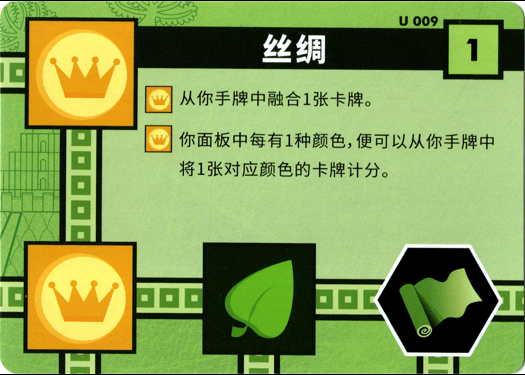 U 009
丝绸
1
从你手牌中融合1张卡牌。
你面板中每有1种颜色，便可以从你手牌中
将1张对应颜色的卡牌计分。